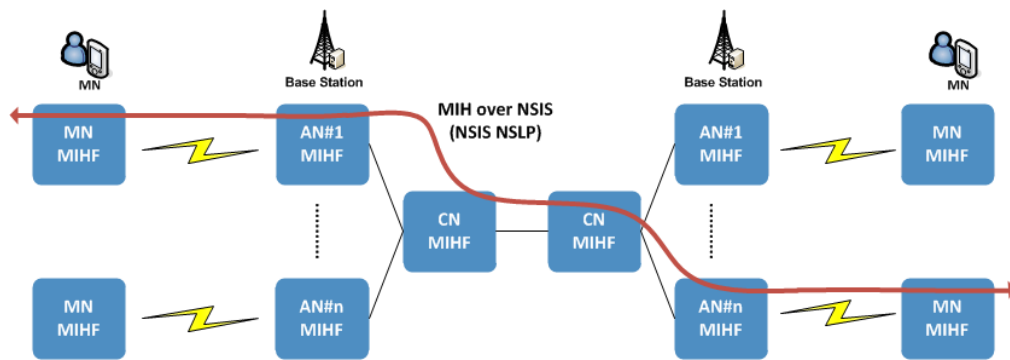 MN
Base Station
Base Station
MN
MIH over NSIS
(NSIS NSLP)
MN
MIHF
AN#1
MIHF
AN#1
MIHF
MN
MIHF
CN
MIHF
CN
MIHF
MN
MIHF
AN#n
MIHF
AN#n
MIHF
MN
MIHF